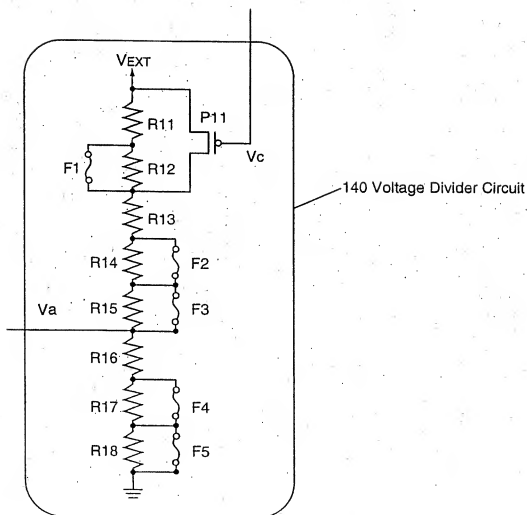 VEXT
R11
P11
Vc
F1
R12
R13
140 Voltage Divider Circuit
R14
F2
R15
F3
Va
R16
R17
F4
R18
F5